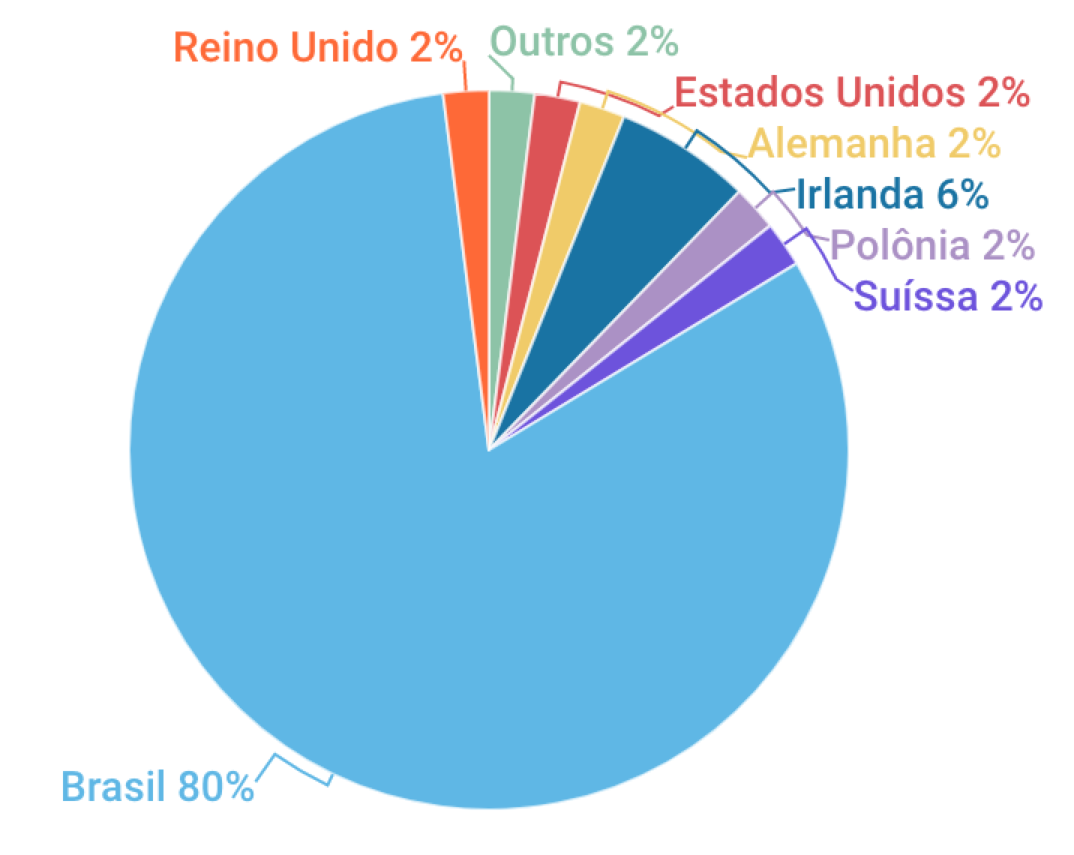 Reino Unido 2%
Outros 2%
Estados Unidos 2%
Alemanha 2%
Irlanda 6%
Polônia 2%
Suíssa 2%
Brasil 80%